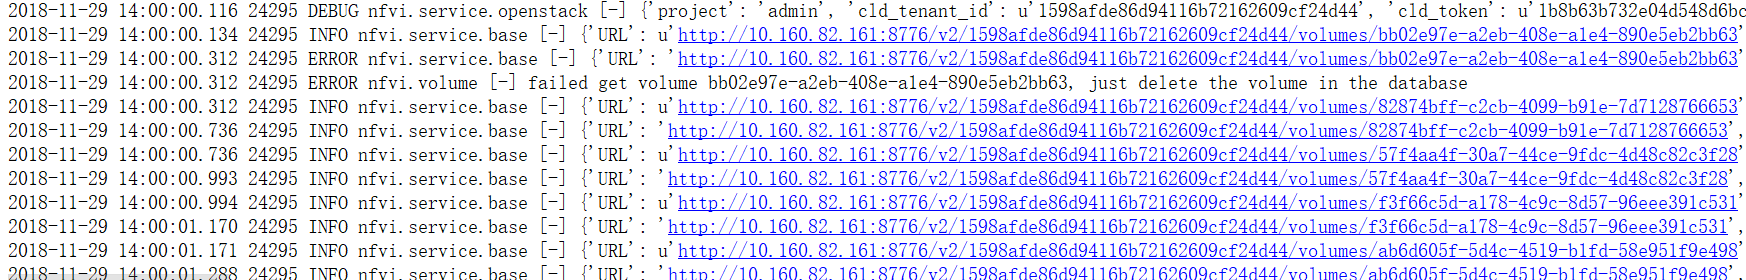 2018-11-29 14:00:00.116 24295 DEBUG nfvi.service.openstack [-] {'project': 'admin', 'cld_tenant_id': u'1598afde86d94116b72162609cf24d44', 'cld_token': u'1b8b63b732e04d548d6bc
2018-11-29 14:00:00.134 24295 INFO nfvi.service.base [-] {'URL': u'http://10.160.82.161:8776/v2/1598afde86d94116b72162609cf24d44/volumes/bb02e97e-a2eb-408e-a1e4-890e5eb2bb63'
2018-11-29 14:00:00.312 24295 ERROR nfvi.service.base [-] {'URL': 'http://10.160.82.161:8776/v2/1598afde86d94116b72162609cf24d44/volumes/bb02e97e-a2eb-408e-a1e4-890e5eb2bb63'
2018-11-29 14:00:00.312 24295 ERROR nfvi.volume [-] failed get volume bb02e97e-a2eb-408e-a1e4-890e5eb2bb63, just delete the volume in the database
2018-11-29 14:00:00.312 24295 INFO nfvi.service.base [-] {'URL': u'http://10.160.82.161:8776/v2/1598afde86d94116b72162609cf24d44/volumes/82874bff-c2cb-4099-b91e-7d7128766653'
2018-11-29 14:00:00.736 24295 INFO nfvi.service.base [-] {'URL': 'http://10.160.82.161:8776/v2/1598afde86d94116b72162609cf24d44/volumes/82874bff-c2cb-4099-b91e-7d7128766653',
2018-11-29 14:00:00.736 24295 INFO nfvi.service.base [-] {'URL': u'http://10.160.82.161:8776/v2/1598afde86d94116b72162609cf24d44/volumes/57f4aa4f-30a7-44ce-9fdc-4d48c82c3f28'
2018-11-29 14:00:00.993 24295 INFO nfvi.service.base [-] {'URL': 'http://10.160.82.161:8776/v2/1598afde86d94116b72162609cf24d44/volumes/57f4aa4f-30a7-44ce-9fdc-4d48c82c3f28',
2018-11-29 14:00:00.994 24295 INFO nfvi.service.base [-] {'URL': u'http://10.160.82.161:8776/v2/1598afde86d94116b72162609cf24d44/volumes/f3f66c5d-a178-4c9c-8d57-96eee391c531'
2018-11-29 14:00:01.170 24295 INFO nfvi.service.base [-] {'URL': 'http://10.160.82.161:8776/v2/1598afde86d94116b72162609cf24d44/volumes/f3f66c5d-a178-4c9c-8d57-96eee391c531',
2018-11-29 14:00:01.171 24295 INFO nfvi.service.base [-] {'URL': u'http://10.160.82.161:8776/v2/1598afde86d94116b72162609cf24d44/volumes/ab6d605f-5d4c-4519-b1fd-58e951f9e498'
2018-11-29 14:00:01.288 24295 INFO nfvi.service.base [-] {'URL': 'http://10.160.82.161:8776/v2/1598afde86d94116b72162609cf24d44/volumes/ab6d605f-5d4c-4519-b1fd-58e951f9e498',